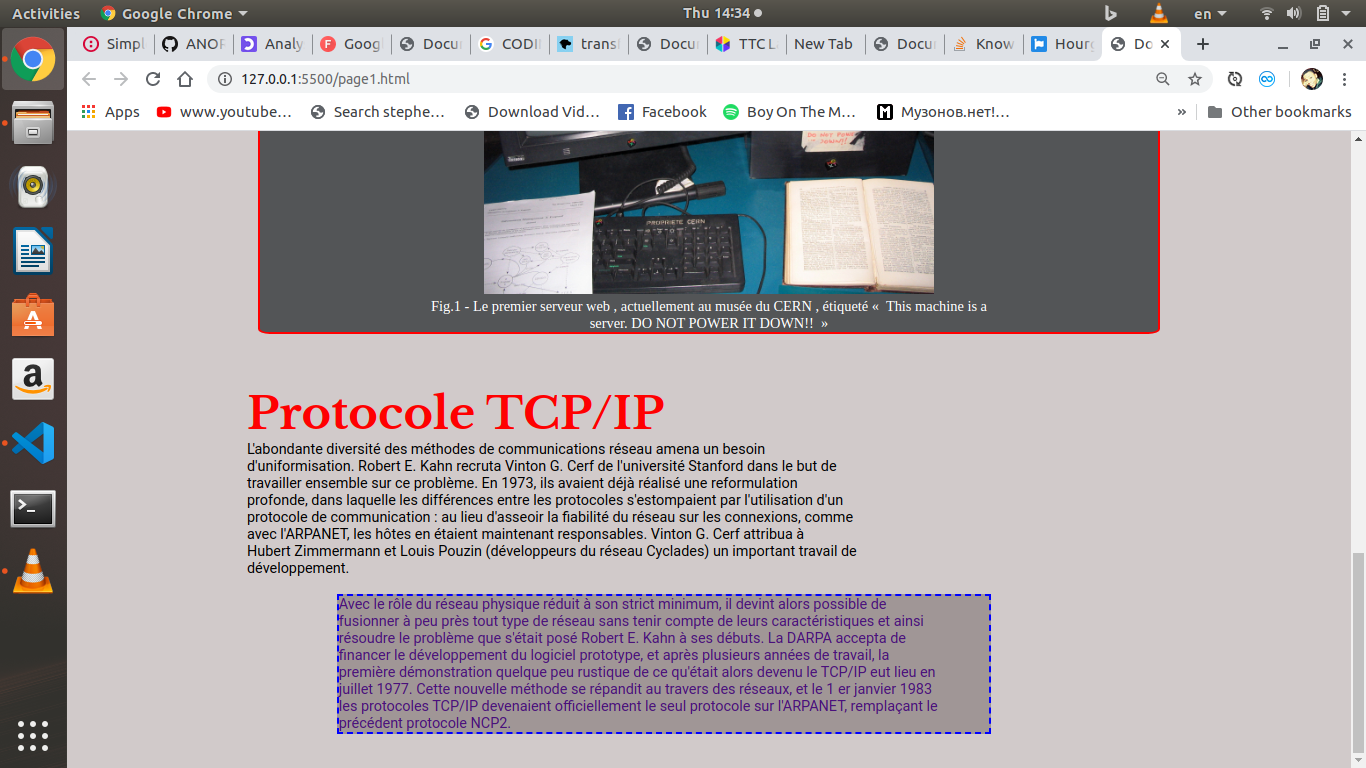 Activities
Google Chrome
Thu 14:34
en
Simpl
ANOR
Analy
Goog
Docur
CODII
trans
Docur
TTC L
New Tab
Docur
Know
Hourg
Do
127.0.0.1:5500/page1.html
Apps
www.youtube…
Search stephe…
Download Vid…
Facebook
Boy On The M…
Музонов.нет!…
»
Other bookmarks
DO NOT POWER
DOWN!!
PROPRIETE CERN
Fig.1 - Le premier serveur web , actuellement au musée du CERN , étiqueté «  This machine is a
server. DO NOT POWER IT DOWN!!  »
Protocole TCP/IP
L'abondante diversité des méthodes de communications réseau amena un besoin
d'uniformisation. Robert E. Kahn recruta Vinton G. Cerf de l'université Stanford dans le but de
travailler ensemble sur ce problème. En 1973, ils avaient déjà réalisé une reformulation
profonde, dans laquelle les différences entre les protocoles s'estompaient par l'utilisation d'un
protocole de communication : au lieu d'asseoir la fiabilité du réseau sur les connexions, comme
avec l'ARPANET, les hôtes en étaient maintenant responsables. Vinton G. Cerf attribua à
Hubert Zimmermann et Louis Pouzin (développeurs du réseau Cyclades) un important travail de
développement.
Avec le rôle du réseau physique réduit à son strict minimum, il devint alors possible de
fusionner à peu près tout type de réseau sans tenir compte de leurs caractéristiques et ainsi
résoudre le problème que s'était posé Robert E. Kahn à ses débuts. La DARPA accepta de
financer le développement du logiciel prototype, et après plusieurs années de travail, la
première démonstration quelque peu rustique de ce qu'était alors devenu le TCP/IP eut lieu en
juillet 1977. Cette nouvelle méthode se répandit au travers des réseaux, et le 1 er janvier 1983
les protocoles TCP/IP devenaient officiellement le seul protocole sur l'ARPANET, remplaçant le
précédent protocole NCP2.